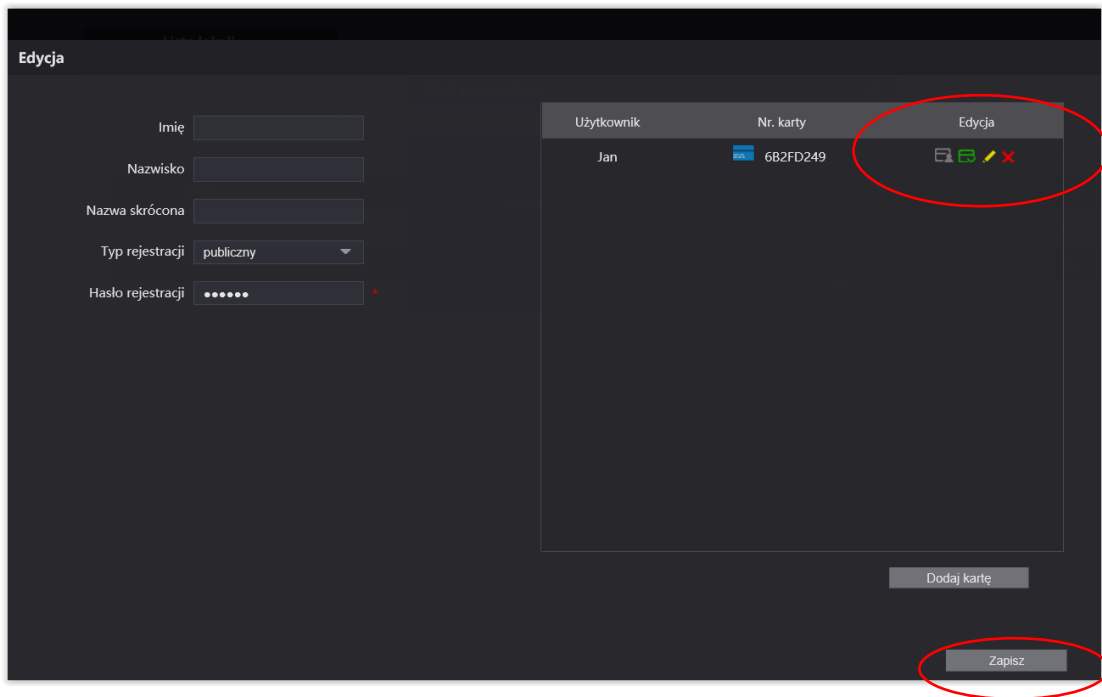 Edycja
Imię
Nazwisko
Nazwa skrócona
Typ rejestracji publiczny
Hasło rejestracji ●●●●●● *
Użytkownik Nr. karty Edycja
Jan 6B2FD249
Dodaj kartę
Zapisz